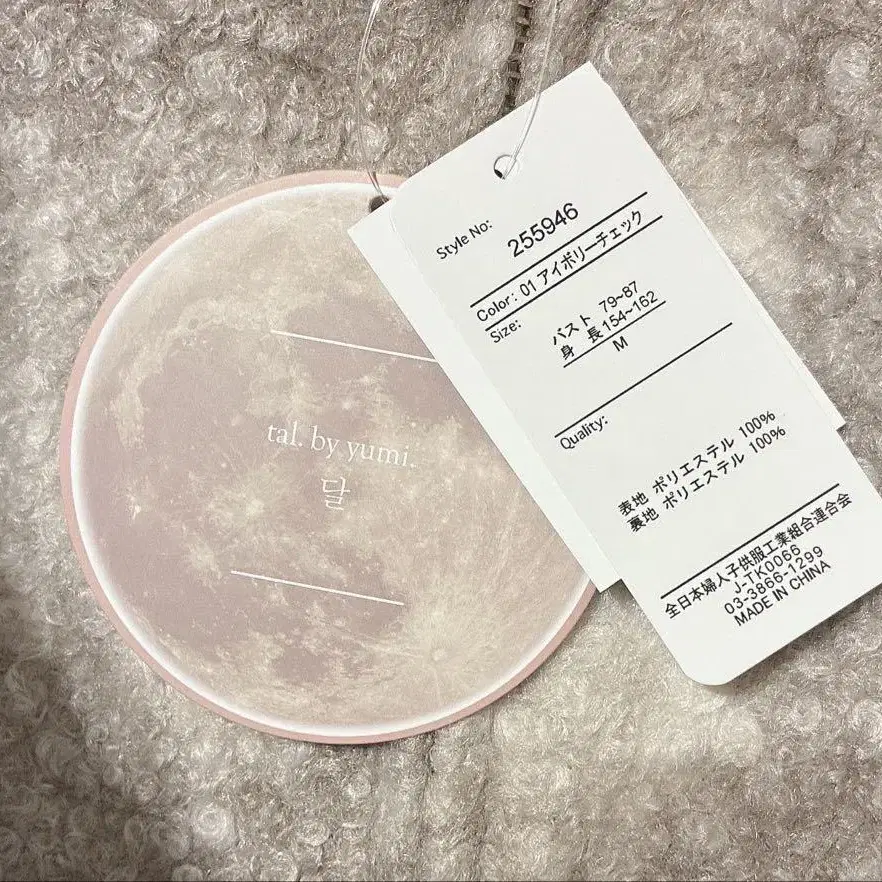 tal. by yumi.
달
Style No:
255946
Color: 01 アイボリーチェック
Size:
バスト 79~87
身 長 154~162
M
Quality:
表地 ポリエステル 100%
裏地 ポリエステル 100%
全日本婦人子供服工業組合連合会
J-TK0066
03-3866-1299
MADE IN CHINA